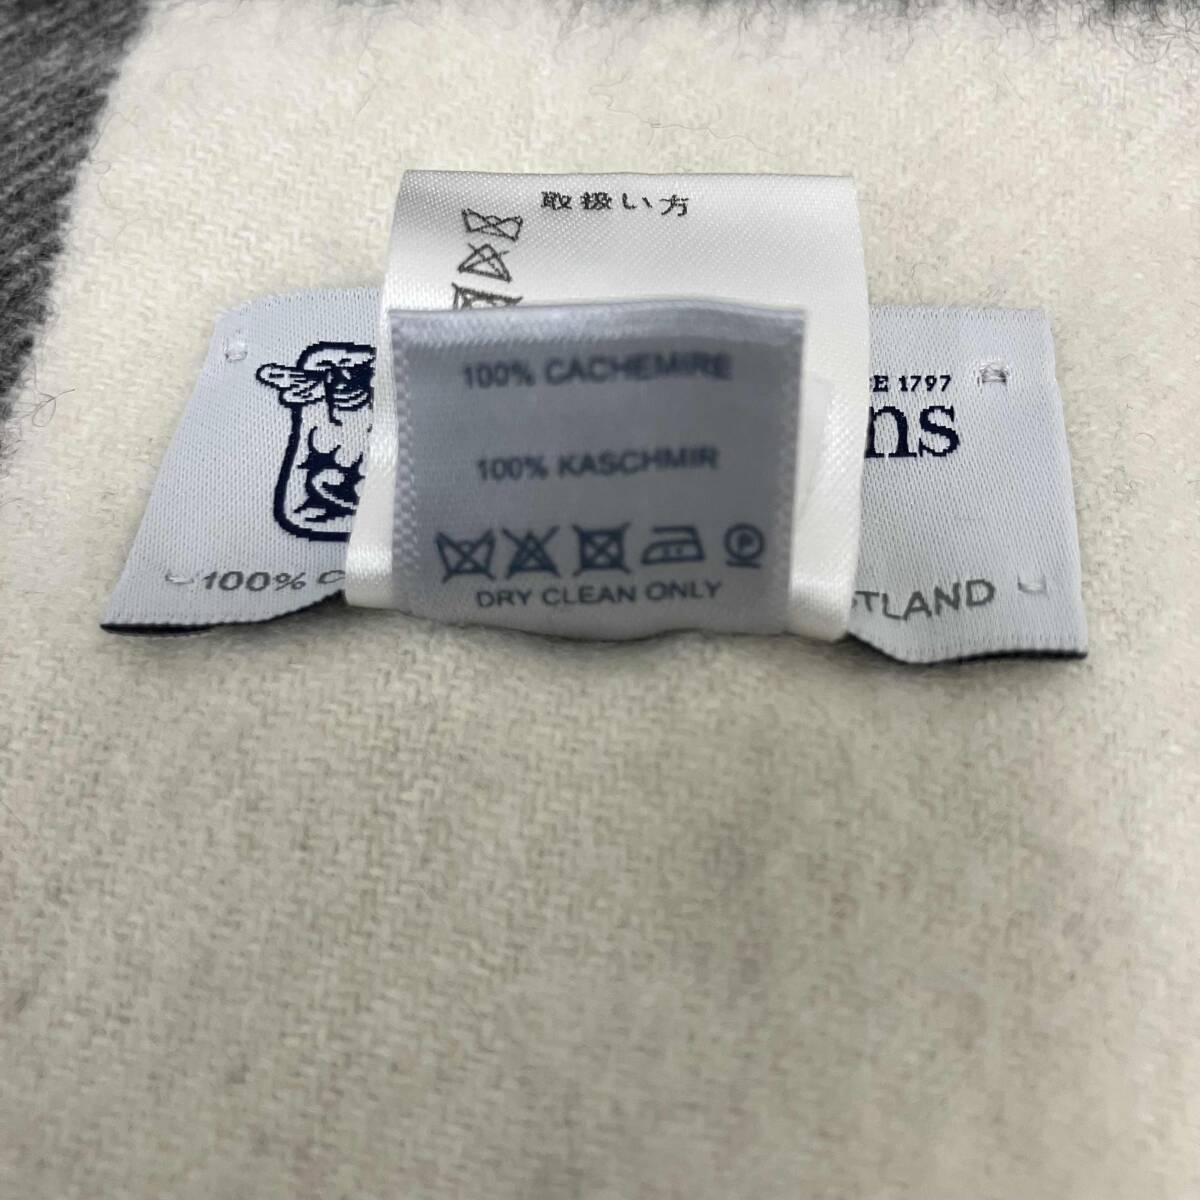 取扱い方
100% CACHEMIRE
E 1797
ns
100% KASCHMIR
DRY CLEAN ONLY
100% C
TLAND